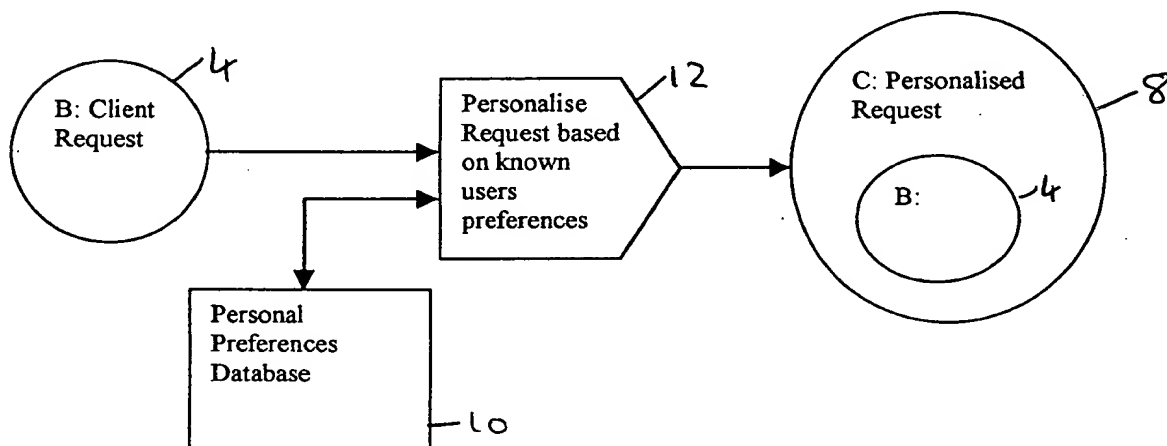 4
B: Client
Request
12
Personalise
Request based
on known
users
preferences
C: Personalised
Request
8
B:
4
Personal
Preferences
Database
10